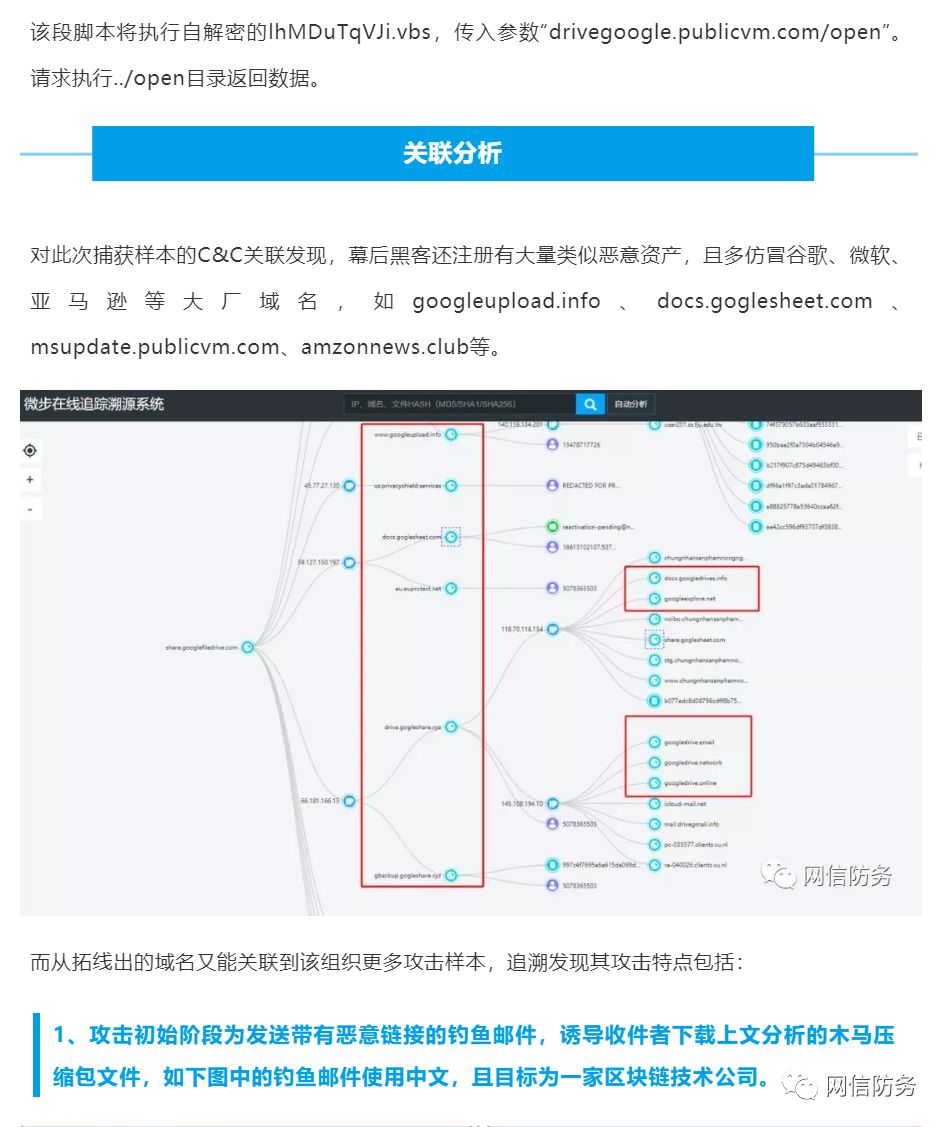 该段脚本将执行自解密的lhMDuTqVJi.vbs，传入参数“drivegoogle.publicvm.com/open”。
请求执行../open目录返回数据。
关联分析
对此次捕获样本的C&C关联发现，幕后黑客还注册有大量类似恶意资产，且多仿冒谷歌、微软、
亚马逊等大厂域名，如googleupload.info、docs.goglesheet.com、
msupdate.publicvm.com、amzonnews.club等。
微步在线追踪溯源系统
IP、域名、文件HASH（MD5/SHA1/SHA256）
自动分析
www.googleupload.info
140.136.134.201
user201.ss.fju.edu.tw
15478717726
45.77.27.130
us.privacyshield.services
REDACTED FOR PR...
docs.goglesheet.com
reactivation-pending@n...
16613102107.507...
59.127.150.197
eu.euprotect.net
5078365503
chungnhansanphamnongng...
docs.googledrives.info
googleexplore.net
118.70.116.154
noibo.chungnhansanpham...
share.goglesheet.com
stg.chungnhansanphamno...
www.chungnhansanphamno...
share.googlefiledrive.com
drive.gogleshare.xyz
googledrive.email
googledrive.network
googledrive.online
66.181.166.15
145.108.194.10
icloud-mail.net
5078365503
mail.drivegmail.info
pc-035577.clients.vu.nl
ra-040026.clients.vu.nl
gbackup.gogleshare.xyz
5078365503
网信防务
而从拓线出的域名又能关联到该组织更多攻击样本，追溯发现其攻击特点包括：
1、攻击初始阶段为发送带有恶意链接的钓鱼邮件，诱导收件者下载上文分析的木马压
缩包文件，如下图中的钓鱼邮件使用中文，且目标为一家区块链技术公司。
网信防务